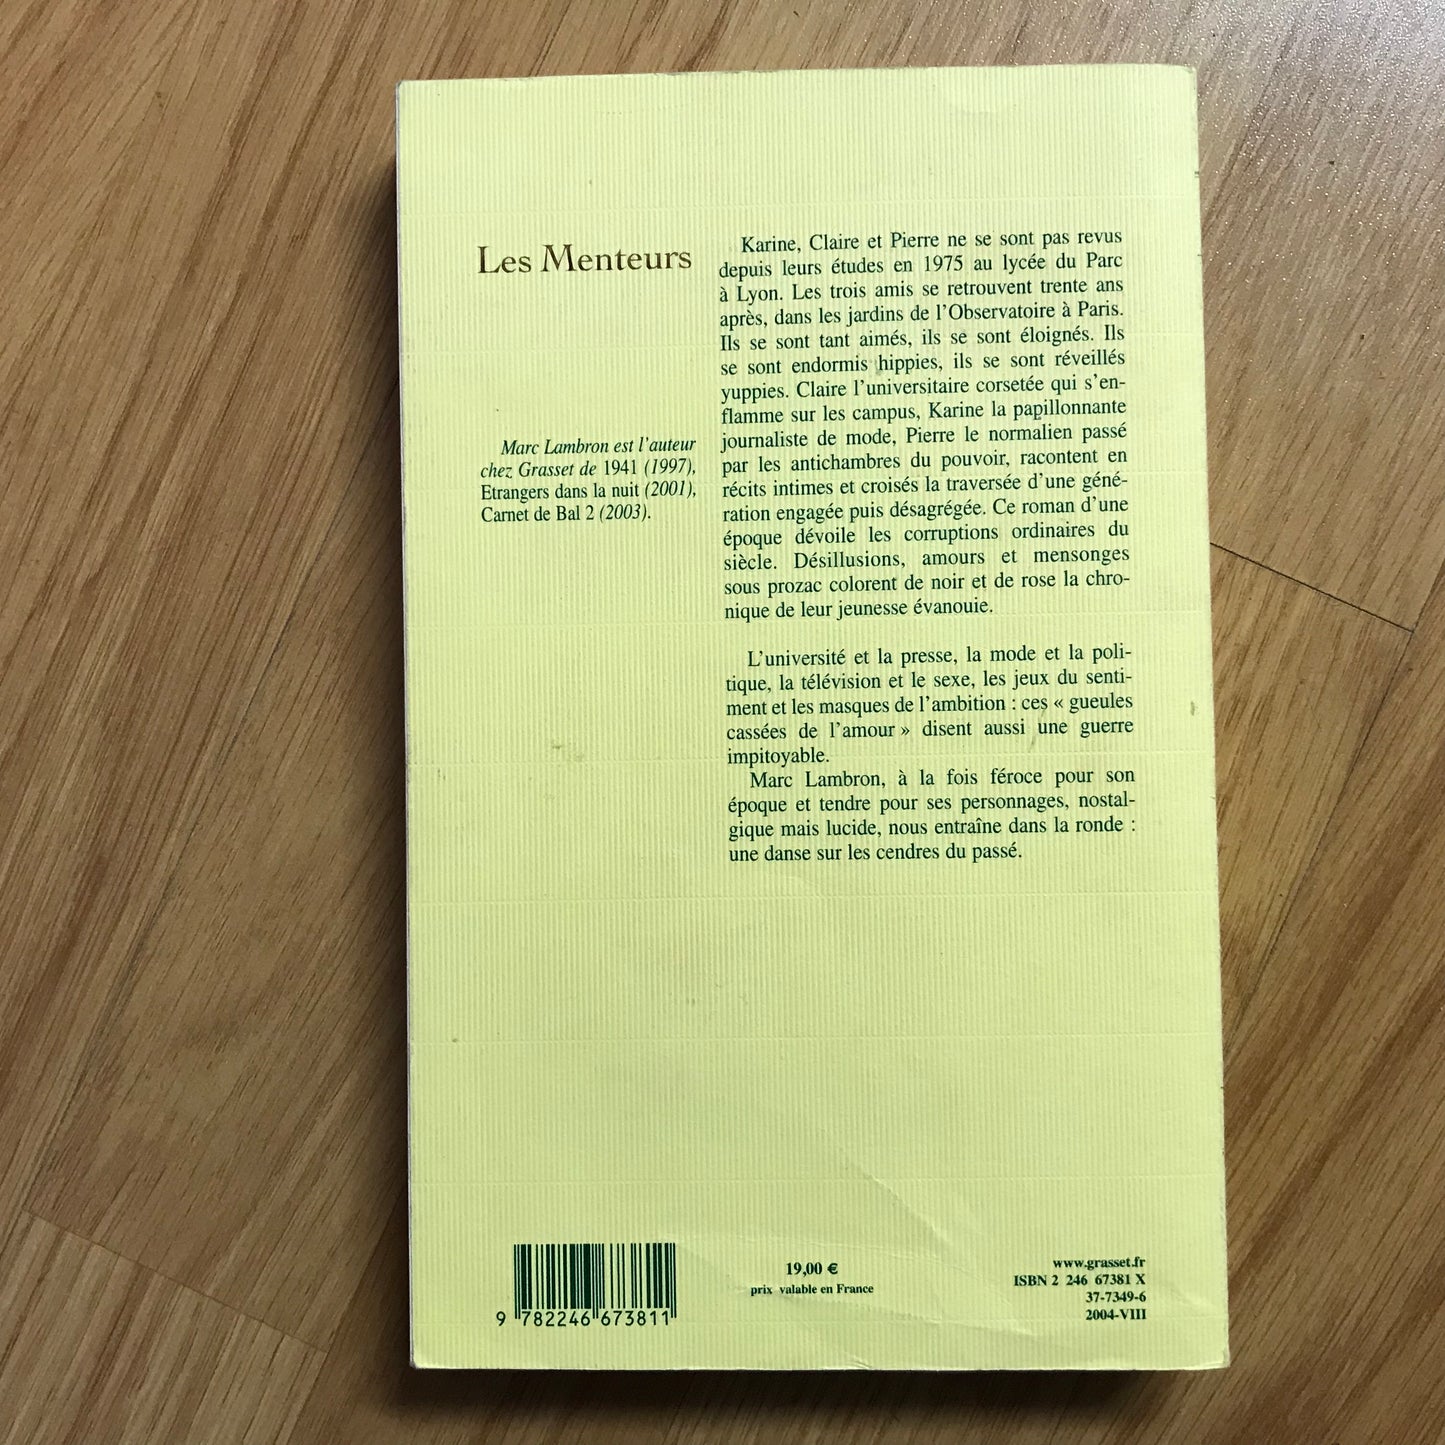 Les Menteurs
Marc Lambron est l'auteur
chez Grasset de 1941 (1997),
Etrangers dans la nuit (2001),
Carnet de Bal 2 (2003).
Karine, Claire et Pierre ne se sont pas revus
depuis leurs études en 1975 au lycée du Parc
à Lyon. Les trois amis se retrouvent trente ans
après, dans les jardins de l'Observatoire à Paris.
Ils se sont tant aimés, ils se sont éloignés. Ils
se sont endormis hippies, ils se sont réveillés
yuppies. Claire l'universitaire corsetée qui s'en-
flamme sur les campus, Karine la papillonnante
journaliste de mode, Pierre le normalien passé
par les antichambres du pouvoir, racontent en
récits intimes et croisés la traversée d'une géné-
ration engagée puis désagrégée. Ce roman d'une
époque dévoile les corruptions ordinaires du
siècle. Désillusions, amours et mensonges
sous prozac colorent de noir et de rose la chro-
nique de leur jeunesse évanouie.
L'université et la presse, la mode et la poli-
tique, la télévision et le sexe, les jeux du senti-
ment et les masques de l'ambition : ces « gueules
cassées de l'amour » disent aussi une guerre
impitoyable.
Marc Lambron, à la fois féroce pour son
époque et tendre pour ses personnages, nostal-
gique mais lucide, nous entraîne dans la ronde :
une danse sur les cendres du passé.
9 782246 673811
19,00 €
prix valable en France
www.grasset.fr
ISBN 2 246 67381 X
37-7349-6
2004-VIII